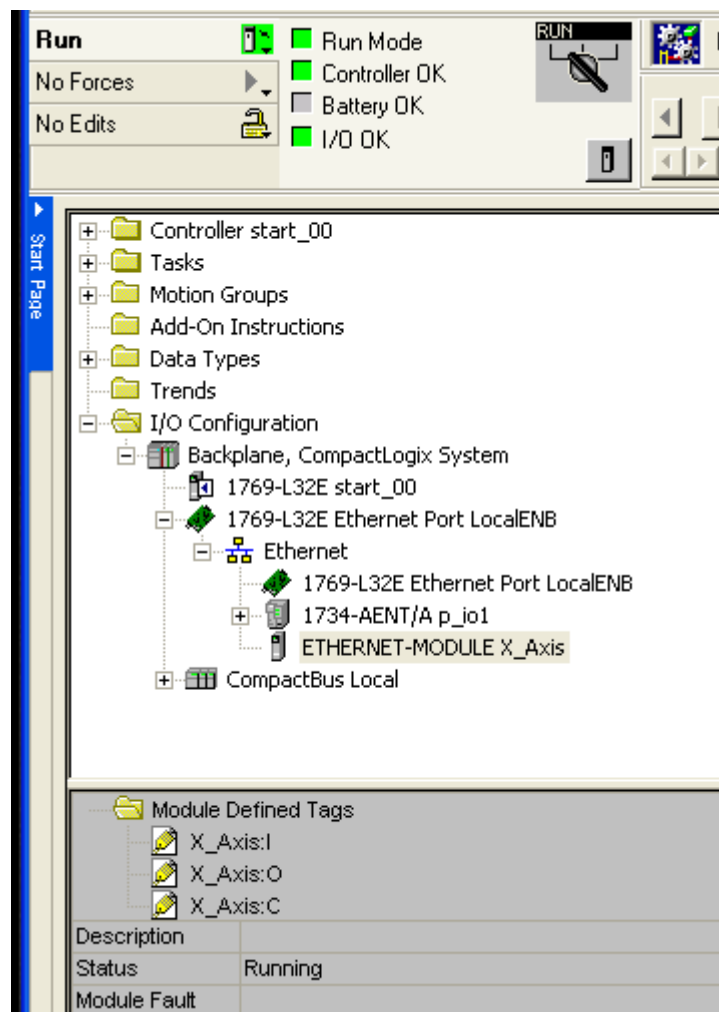 Run
Run Mode
RUN
No Forces
Controller OK
Battery OK
No Edits
I/O OK
Start Page
Controller start_00
Tasks
Motion Groups
Add-On Instructions
Data Types
Trends
I/O Configuration
Backplane, CompactLogix System
1769-L32E start_00
1769-L32E Ethernet Port LocalENB
Ethernet
1769-L32E Ethernet Port LocalENB
1734-AENT/A p_io1
ETHERNET-MODULE X_Axis
CompactBus Local
Module Defined Tags
X_Axis:I
X_Axis:O
X_Axis:C
Description
Status Running
Module Fault